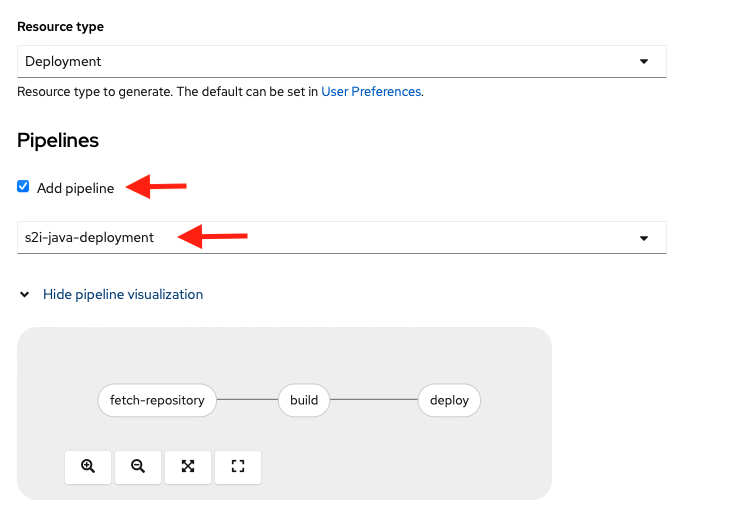 Resource type
Deployment
Resource type to generate. The default can be set in User Preferences.
Pipelines
Add pipeline
s2i-java-deployment
Hide pipeline visualization
fetch-repository build deploy